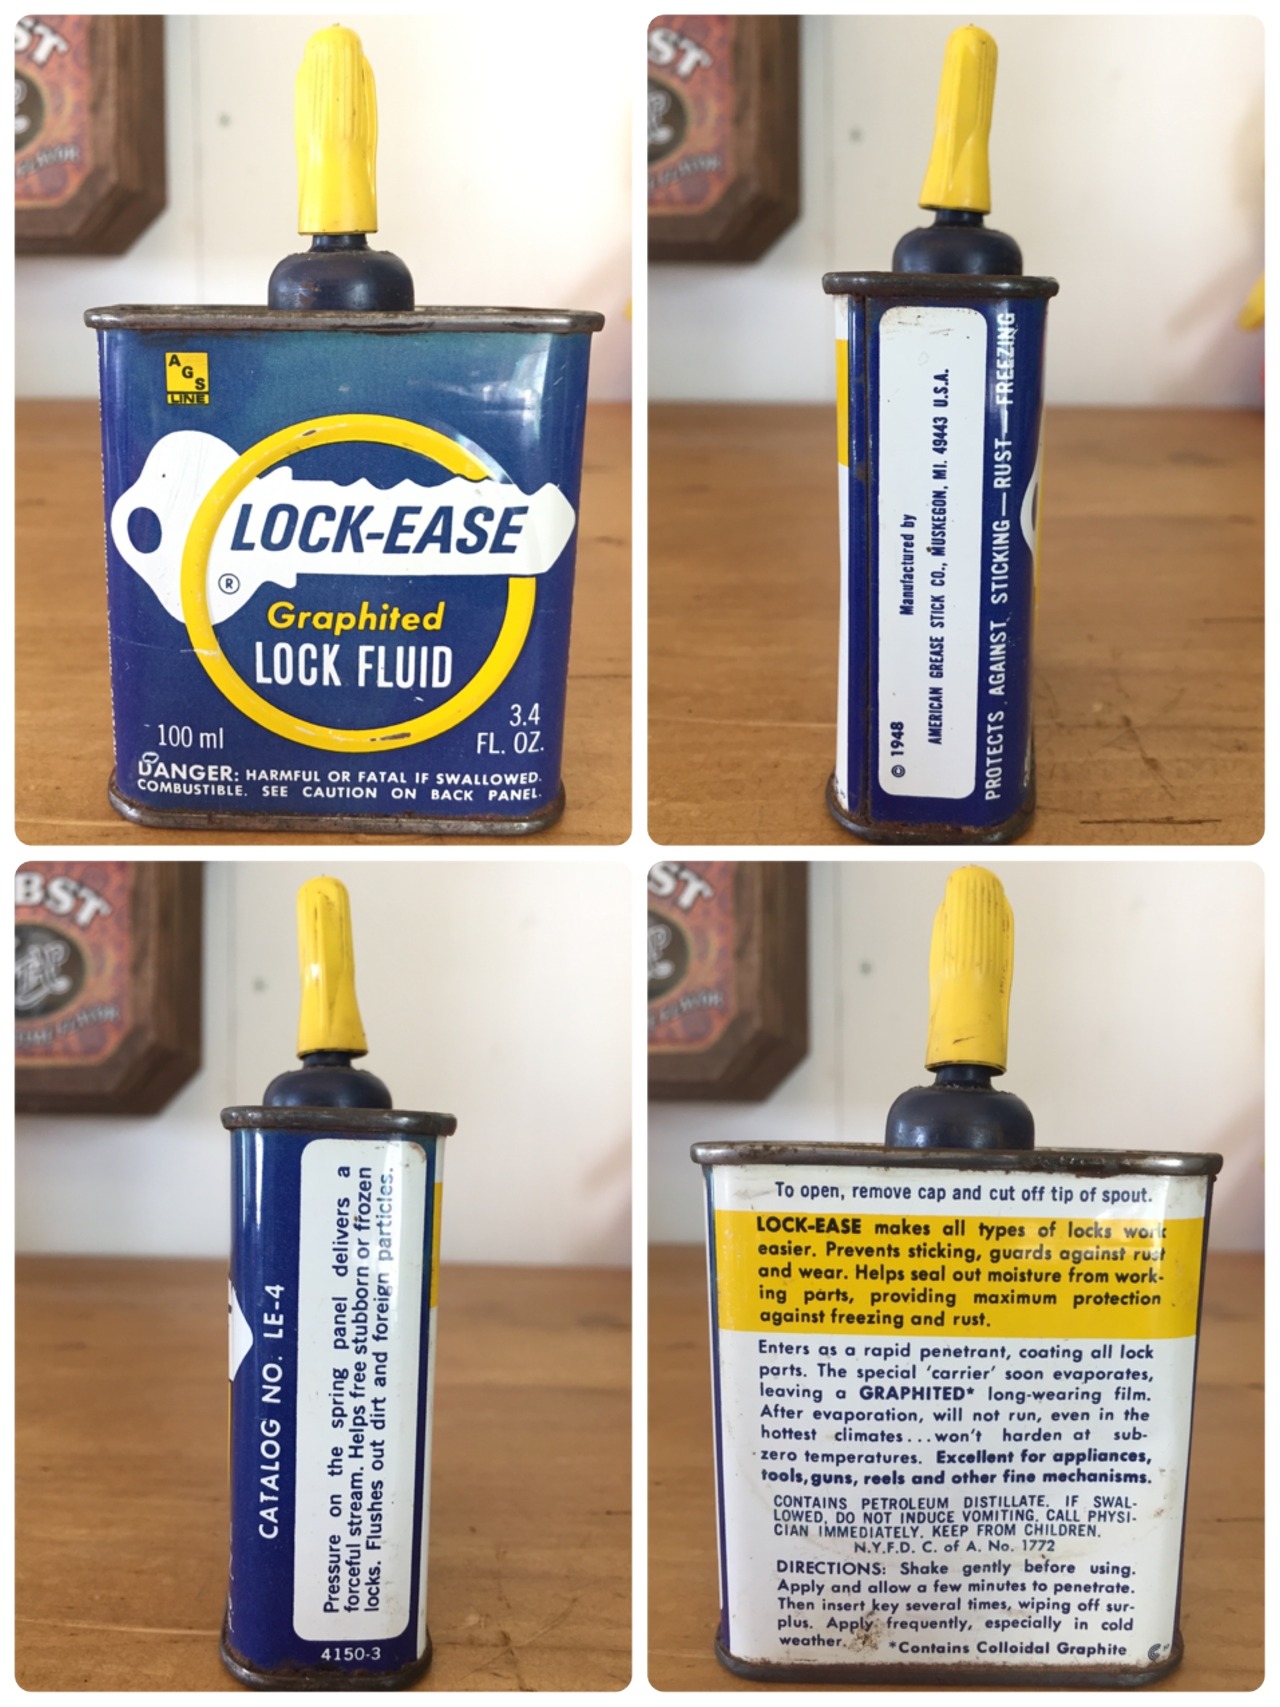 ST
AGS
LINE
LOCK-EASE
®
Graphited
LOCK FLUID
100 ml
3.4
FL. OZ.
DANGER: HARMFUL OR FATAL IF SWALLOWED.
COMBUSTIBLE. SEE CAUTION ON BACK PANEL.
ST
© 1948
Manufactured by
AMERICAN GREASE STICK CO., MUSKEGON, MI. 49443 U.S.A.
PROTECTS AGAINST STICKING—RUST—FREEZING
BST
CATALOG NO. LE-4
Pressure on the spring panel delivers a
forceful stream. Helps free stubborn or frozen
locks. Flushes out dirt and foreign particles.
4150-3
ST
To open, remove cap and cut off tip of spout.
LOCK-EASE makes all types of locks work
easier. Prevents sticking, guards against rust
and wear. Helps seal out moisture from work-
ing parts, providing maximum protection
against freezing and rust.
Enters as a rapid penetrant, coating all lock
parts. The special 'carrier' soon evaporates,
leaving a GRAPHITED* long-wearing film.
After evaporation, will not run, even in the
hottest climates...won't harden at sub-
zero temperatures. Excellent for appliances,
tools, guns, reels and other fine mechanisms.
CONTAINS PETROLEUM DISTILLATE. IF SWAL-
LOWED, DO NOT INDUCE VOMITING. CALL PHYSI-
CIAN IMMEDIATELY. KEEP FROM CHILDREN.
N.Y.F.D. C. of A. No. 1772
DIRECTIONS: Shake gently before using.
Apply and allow a few minutes to penetrate.
Then insert key several times, wiping off sur-
plus. Apply frequently, especially in cold
weather.
*Contains Colloidal Graphite